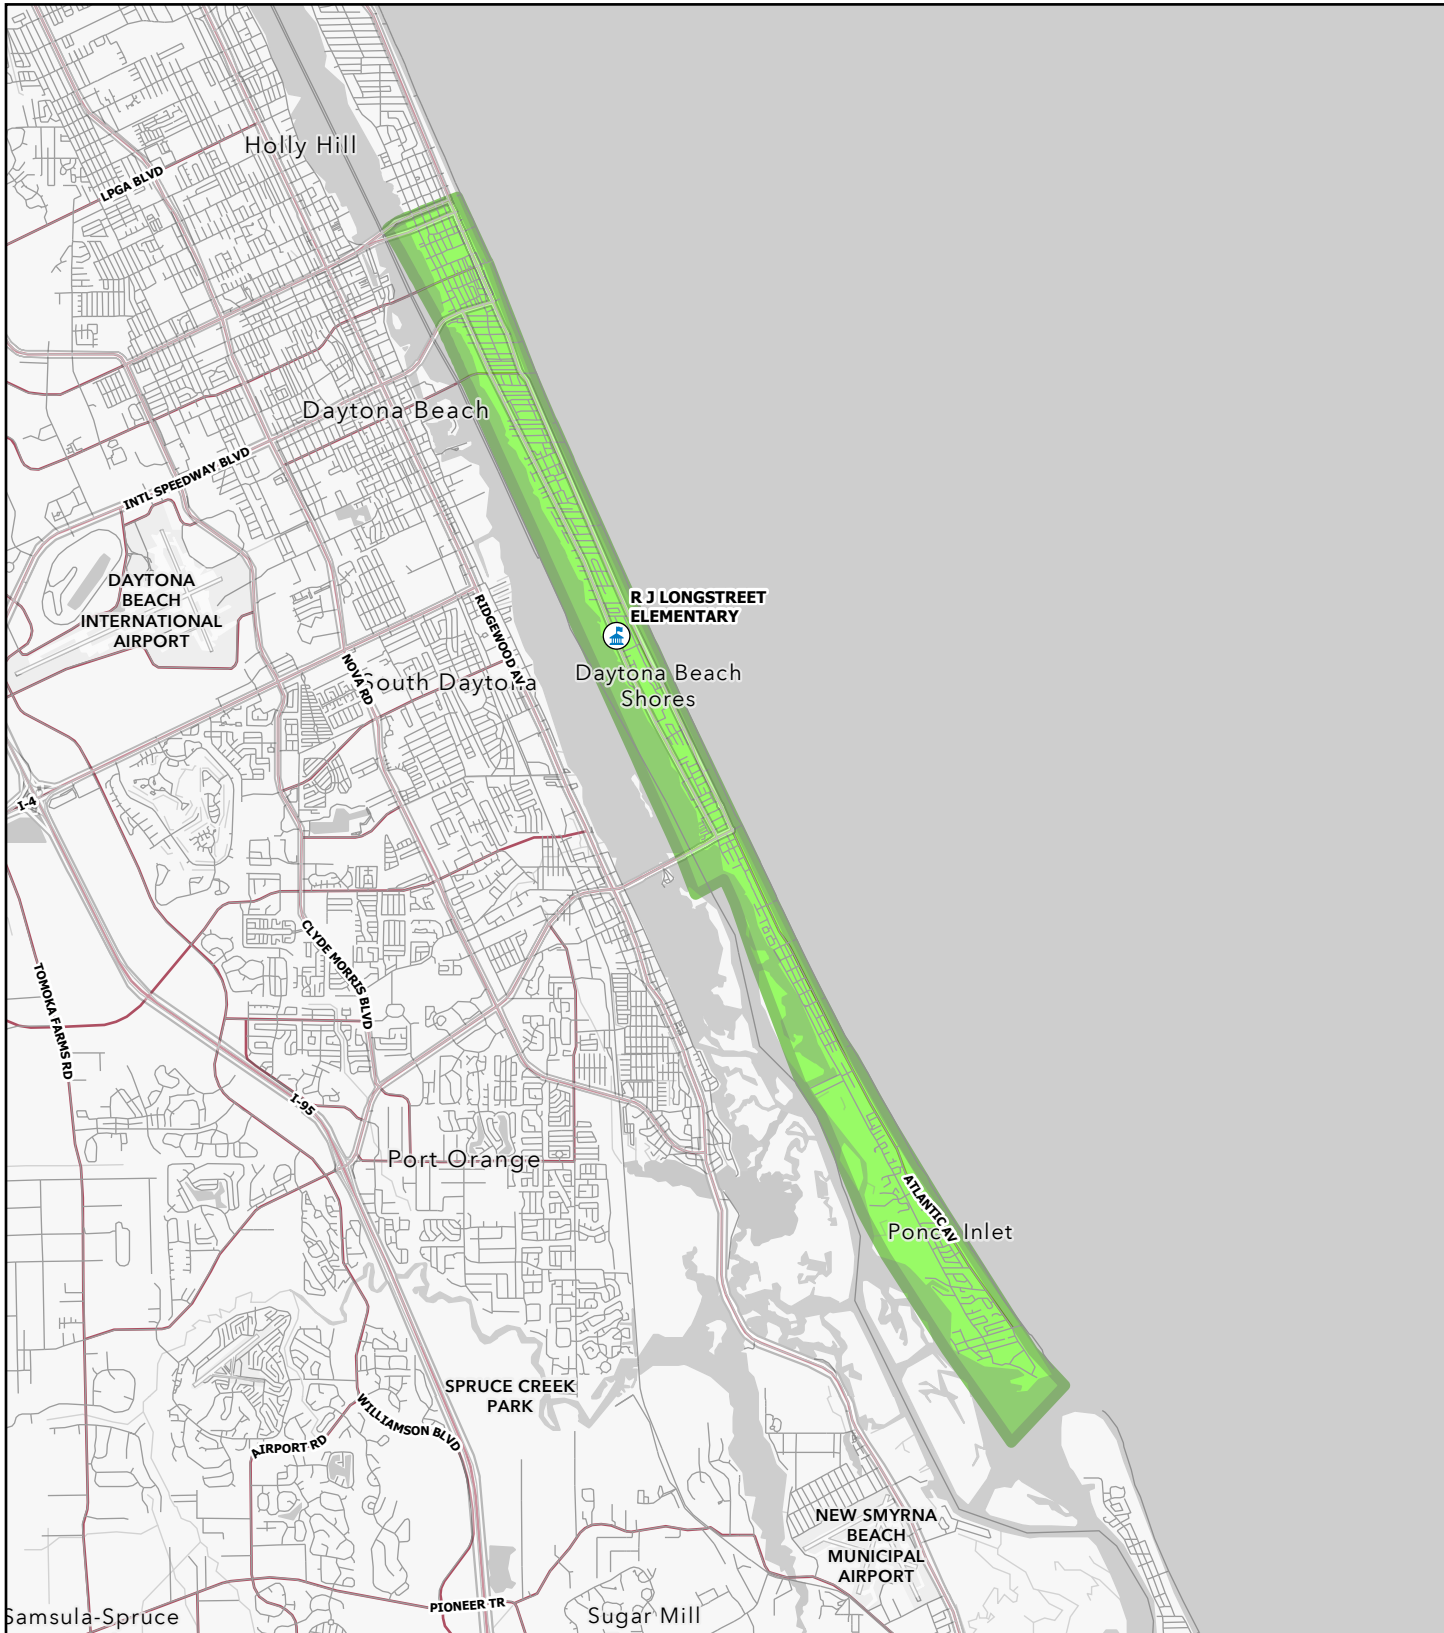 Holly Hill
LPGA BLVD
Daytona Beach
INTL SPEEDWAY BLVD
DAYTONA
BEACH
INTERNATIONAL
AIRPORT
R J LONGSTREET
ELEMENTARY
RIDGEWOOD AV
NOVA RD
South Daytona
Daytona Beach
Shores
I-4
CLYDE MORRIS BLVD
TOMOKA FARMS RD
I-95
Port Orange
ATLANTIC AV
Ponce Inlet
SPRUCE CREEK
PARK
WILLIAMSON BLVD
AIRPORT RD
NEW SMYRNA
BEACH
MUNICIPAL
AIRPORT
PIONEER TR
Samsula-Spruce
Sugar Mill